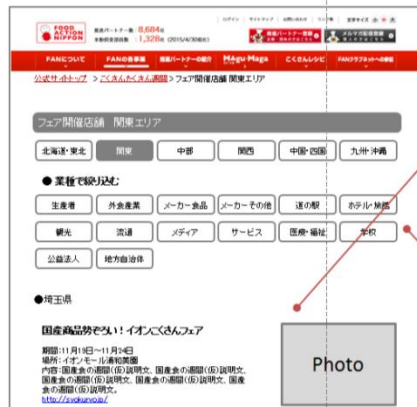 ログイン サイトマップ お問い合わせ リンク集 文字サイズ 小 中 大
FOOD ACTION NIPPON
推進パートナー数：8,684社
1,328 (2015/4/30現在)
推進パートナー登録
メルマガ配信登録
FANについて FANの各事業 推進パートナーの紹介 MAgu-Maga こくさんレシピ
公式サイトトップ > こくさんたくさん週間 > フェア開催店舗 関東エリア
フェア開催店舗 関東エリア
北海道・東北 関東 中部 関西 中国・四国 九州・沖縄
● 業種で絞り込む
生産者 外食産業 メーカー食品 メーカーその他 道の駅 ホテル・旅館
観光 流通 メディア サービス 医療・福祉 学校
公益法人 地方自治体
●埼玉県
国産商品勢ぞろい！イオンこくさんフェア
期間：11月19日～11月24日
場所：イオンモール浦和美園
内容：国産食の週間(仮)説明文、国産食の週間(仮)説明文、
国産食の週間(仮)説明文、国産食の週間(仮)説明文、国産
食の週間(仮)説明文。
http://syokuryo.jp/
Photo